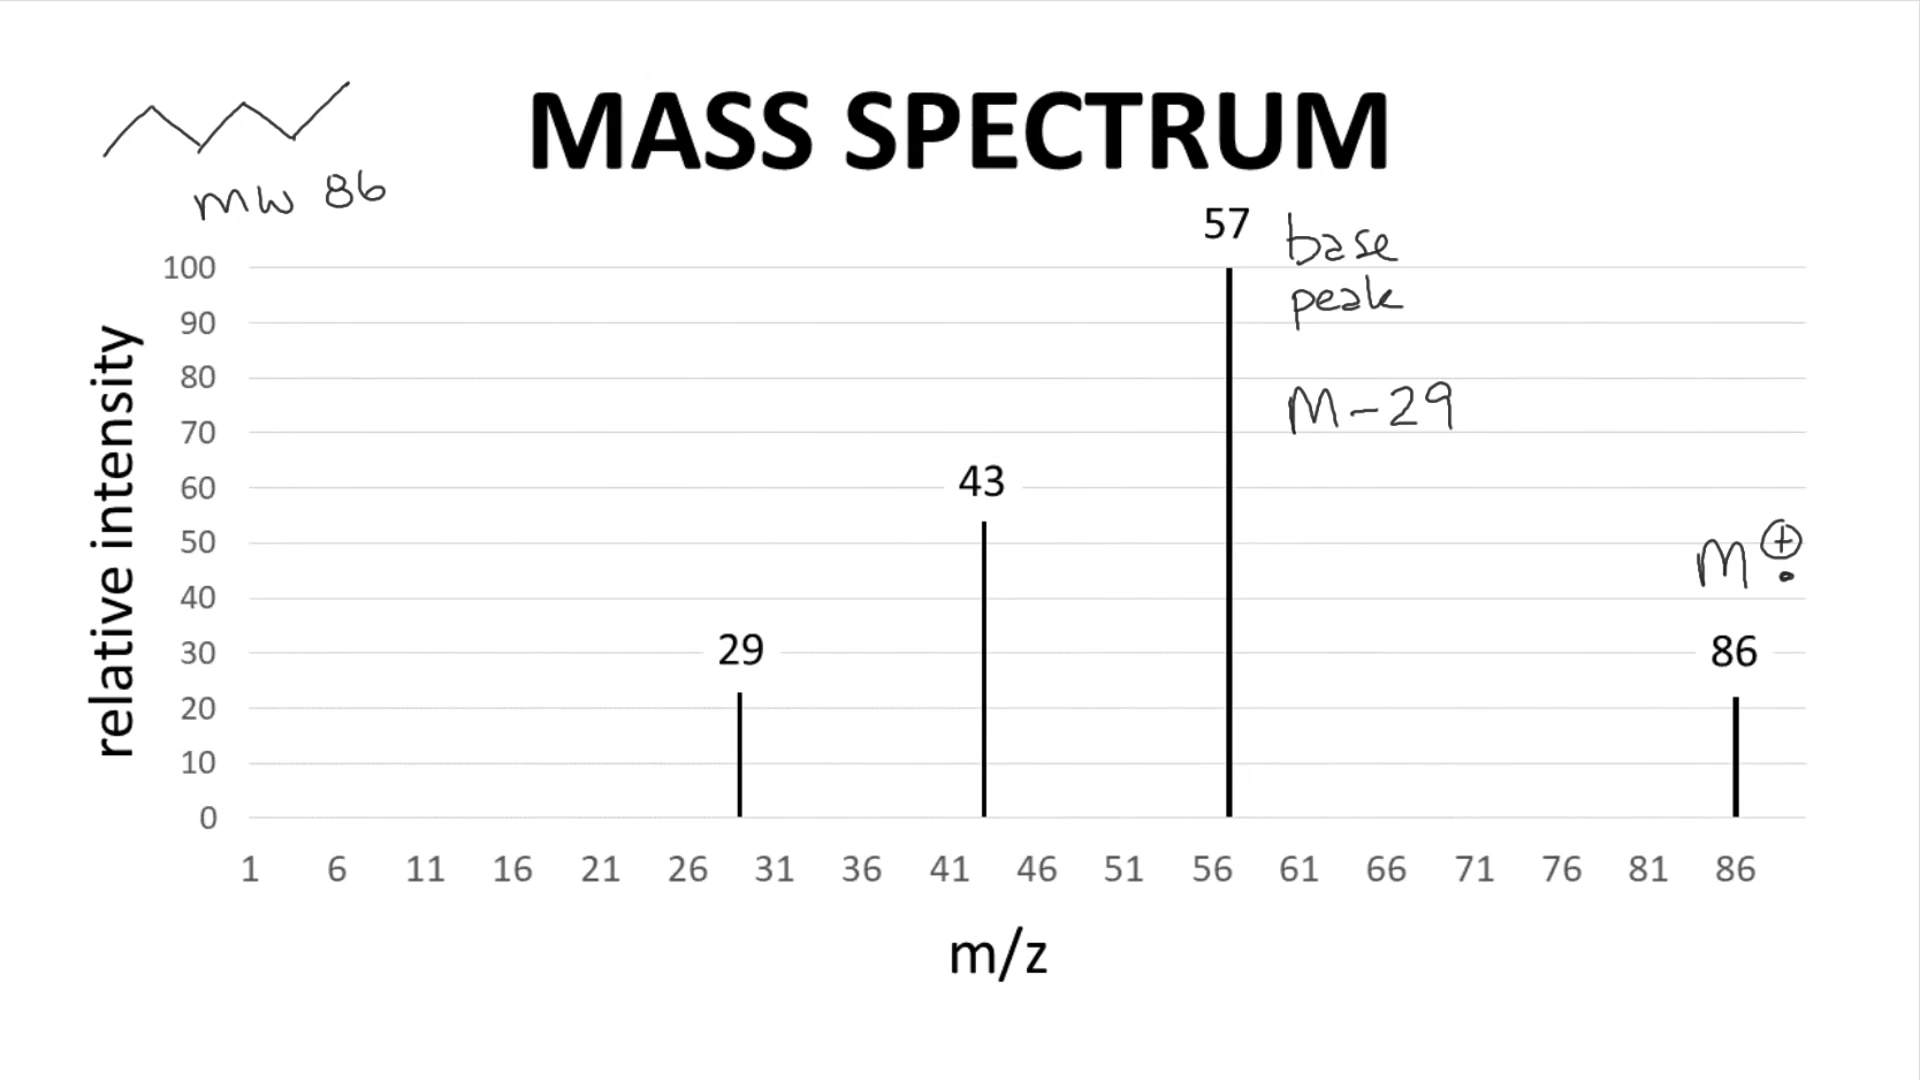 MASS SPECTRUM
mw 86
57
base
peak
M-29
100
90
80
70
60
50
40
30
20
10
0
relative intensity
43
29
M⊕•
86
1 6 11 16 21 26 31 36 41 46 51 56 61 66 71 76 81 86
m/z